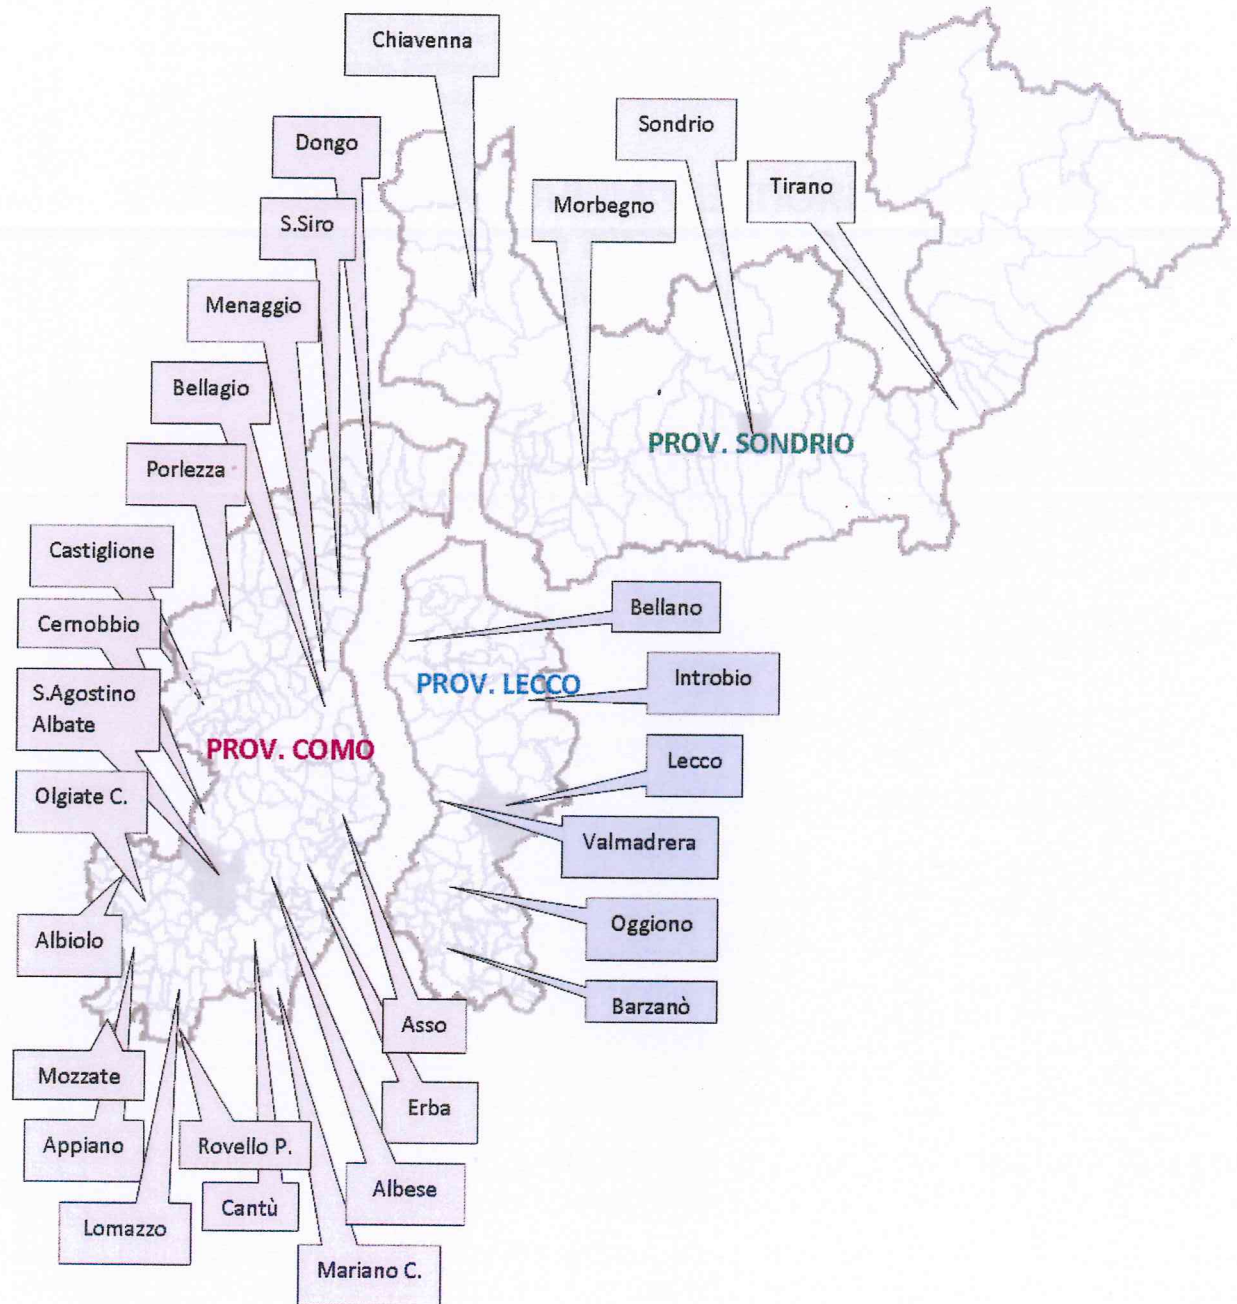 Chiavenna
Sondrio
Dongo
Tirano
Morbegno
S.Siro
Menaggio
Bellagio
PROV. SONDRIO
Porlezza
Castiglione
Bellano
Cernobbio
Introbio
PROV. LECCO
S.Agostino
Albate
PROV. COMO
Lecco
Olgiate C.
Valmadrera
Oggiono
Albiolo
Barzanò
Asso
Mozzate
Erba
Appiano
Rovello P.
Albese
Cantù
Lomazzo
Mariano C.